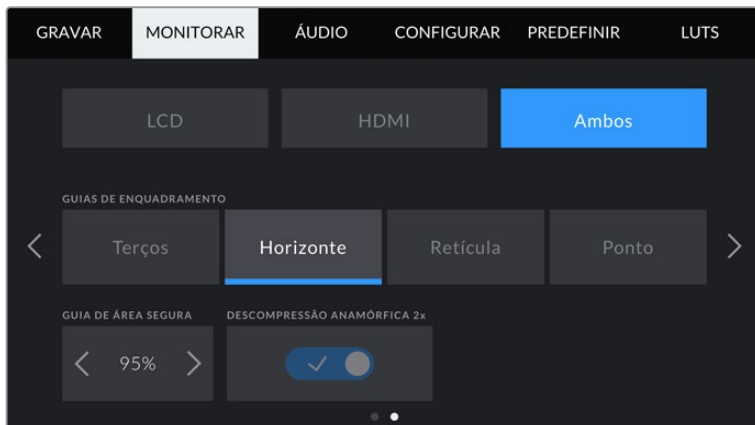 GRAVAR MONITORAR ÁUDIO CONFIGURAR PREDEFINIR LUTS
LCD HDMI Ambos
GUIAS DE ENQUADRAMENTO
Terços Horizonte Retícula Ponto
GUIA DE ÁREA SEGURA DESCOMPRESSÃO ANAMÓRFICA 2x
95%